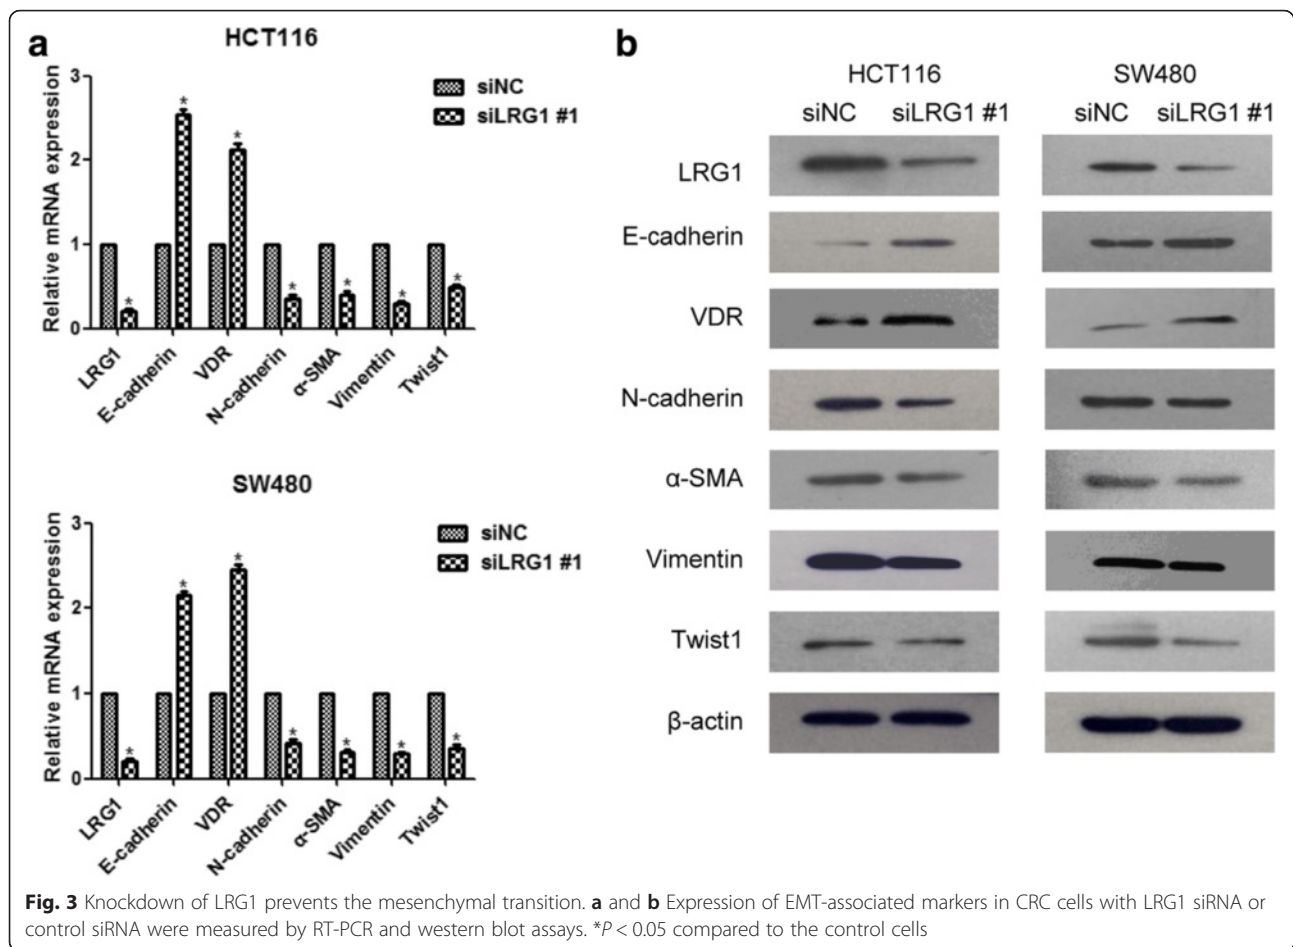 a
HCT116
Relative mRNA expression
3
2
1
0
siNC
siLRG1 #1
*
*
*
*
*
*
*
LRG1
E-cadherin
VDR
N-cadherin
α-SMA
Vimentin
Twist1
SW480
Relative mRNA expression
3
2
1
0
siNC
siLRG1 #1
*
*
*
*
*
*
*
LRG1
E-cadherin
VDR
N-cadherin
α-SMA
Vimentin
Twist1
b
HCT116 SW480
siNC siLRG1 #1 siNC siLRG1 #1
LRG1
E-cadherin
VDR
N-cadherin
α-SMA
Vimentin
Twist1
β-actin
Fig. 3 Knockdown of LRG1 prevents the mesenchymal transition. a and b Expression of EMT-associated markers in CRC cells with LRG1 siRNA or
control siRNA were measured by RT-PCR and western blot assays. *P < 0.05 compared to the control cells